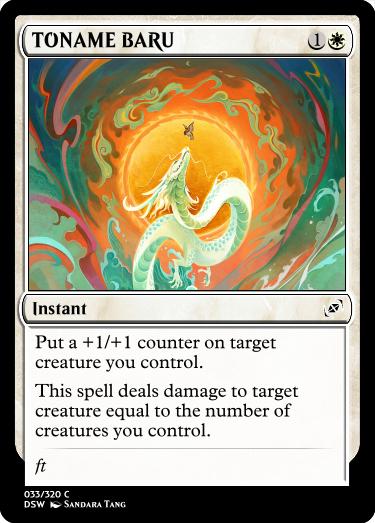 TONAME BARU 1
Instant
Put a +1/+1 counter on target
creature you control.
This spell deals damage to target
creature equal to the number of
creatures you control.
ft
033/320 C
DSW SANDARA TANG